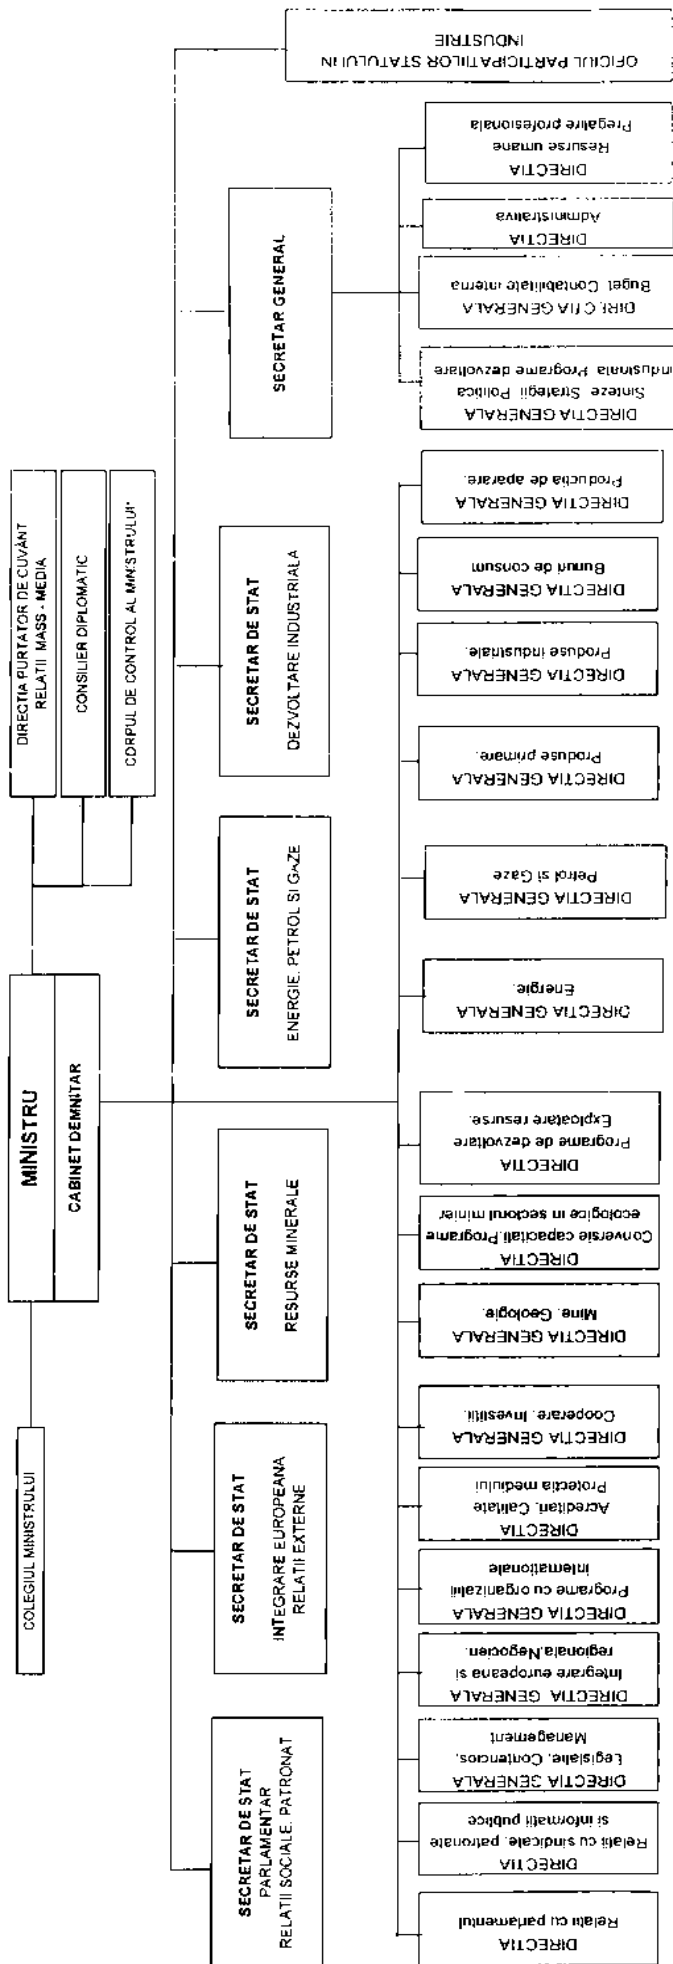 MINISTRU
CABINET DEMNITAR
COLEGIUL MINISTRULUI
DIRECTIA PURTATOR DE CUVÂNT
RELATII MASS - MEDIA
CONSILIER DIPLOMATIC
CORPUL DE CONTROL AL MINISTRULUI
SECRETAR DE STAT
PARLAMENTAR
RELATII SOCIALE, PATRONAT
SECRETAR DE STAT
INTEGRARE EUROPEANA
RELATII EXTERNE
SECRETAR DE STAT
RESURSE MINERALE
SECRETAR DE STAT
ENERGIE, PETROL SI GAZE
SECRETAR DE STAT
DEZVOLTARE INDUSTRIALA
SECRETAR GENERAL
OFICIUL PARTICIPATIILOR STATULUI IN
INDUSTRIE
DIRECTIA
Relatii cu parlamentul
DIRECTIA
Relatii cu sindicate, patronate
si informatii publice
DIRECTIA GENERALA
Legislatie. Contencios.
Management
DIRECTIA GENERALA
Integrare europeana si
regionala.Negocieri.
DIRECTIA GENERALA
Programe cu organizatii
internationale
DIRECTIA
Acreditari. Calitate.
Protectia mediului
DIRECTIA GENERALA
Cooperare. Investitii.
DIRECTIA GENERALA
Mine. Geologie.
DIRECTIA
Conversie capacitati.Programe
ecologice in sectorul minier
DIRECTIA
Programe de dezvoltare
Exploatare resurse.
DIRECTIA GENERALA
Energie.
DIRECTIA GENERALA
Petrol si Gaze
DIRECTIA GENERALA
Produse primare.
DIRECTIA GENERALA
Produse industriale.
DIRECTIA GENERALA
Bunuri de consum
DIRECTIA GENERALA
Productia de aparare.
DIRECTIA GENERALA
Sinteze Strategii Politica
industriala Programe dezvoltare
DIRECTIA GENERALA
Buget Contabilitate interna
DIRECTIA
Administrativa
DIRECTIA
Resurse umane
Pregatire profesionala